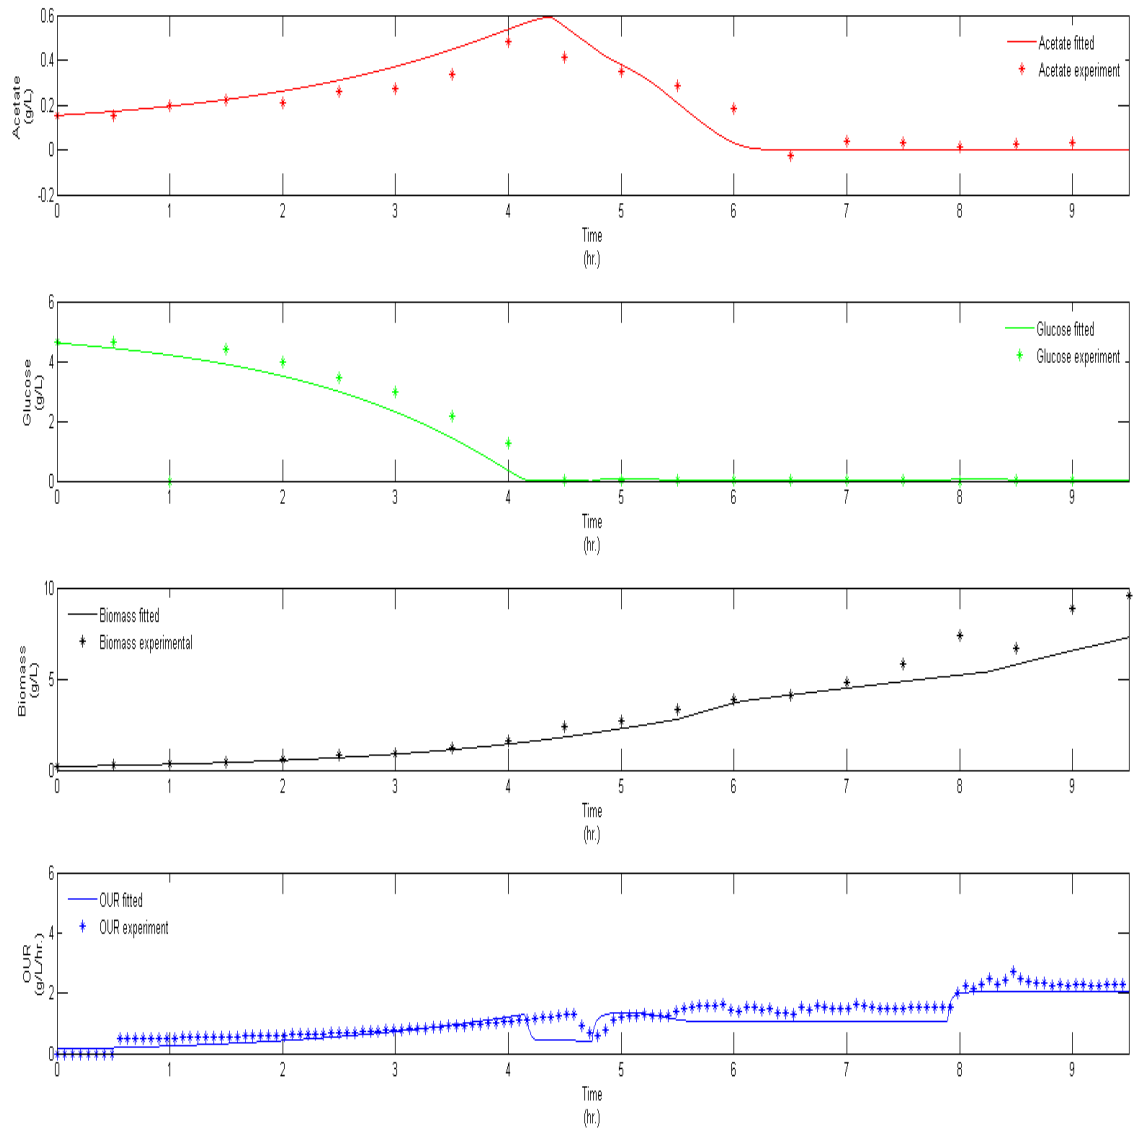 Acetate
(g/L)
0.6
0.4
0.2
0
-0.2
Acetate fitted
Acetate experiment
0 1 2 3 4 5 6 7 8 9
Time
(hr.)
Glucose
(g/L)
6
4
2
0
Glucose fitted
Glucose experiment
0 1 2 3 4 5 6 7 8 9
Time
(hr.)
Biomass
(g/L)
10
5
0
Biomass fitted
Biomass experimental
0 1 2 3 4 5 6 7 8 9
Time
(hr.)
OUR
(g/L/hr.)
6
4
2
0
OUR fitted
OUR experiment
0 1 2 3 4 5 6 7 8 9
Time
(hr.)